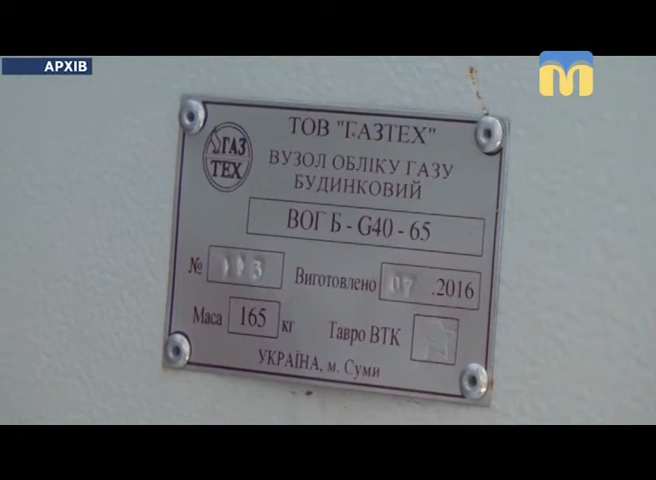 АРХІВ
М
ТОВ "ГАЗТЕХ"
ГАЗ
ТЕХ
ВУЗОЛ ОБЛІКУ ГАЗУ
БУДИНКОВИЙ
ВОГ Б - G40 - 65
№ 113 Виготовлено 07 .2016
Маса 165 кг Тавро ВТК
УКРАЇНА, м. Суми